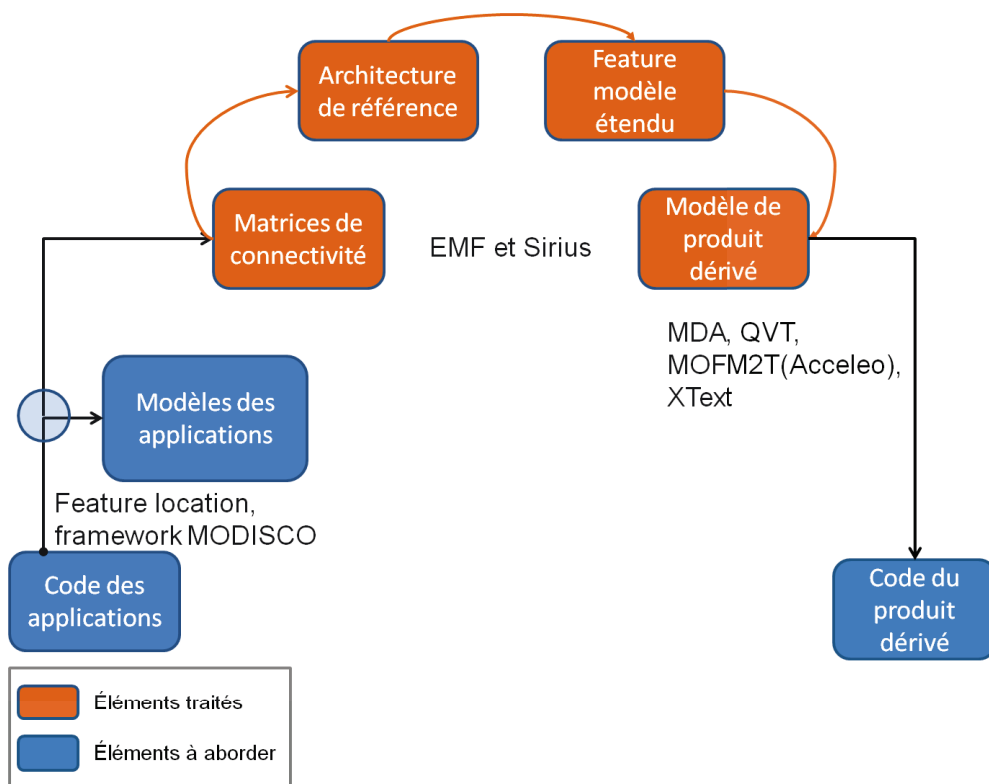 Architecture
de référence
Feature
modèle
étendu
Matrices de
connectivité
EMF et Sirius
Modèle de
produit
dérivé
MDA, QVT,
MOFM2T(Acceleo),
XText
Modèles des
applications
Feature location,
framework MODISCO
Code des
applications
Code du
produit
dérivé
Éléments traités
Éléments à aborder